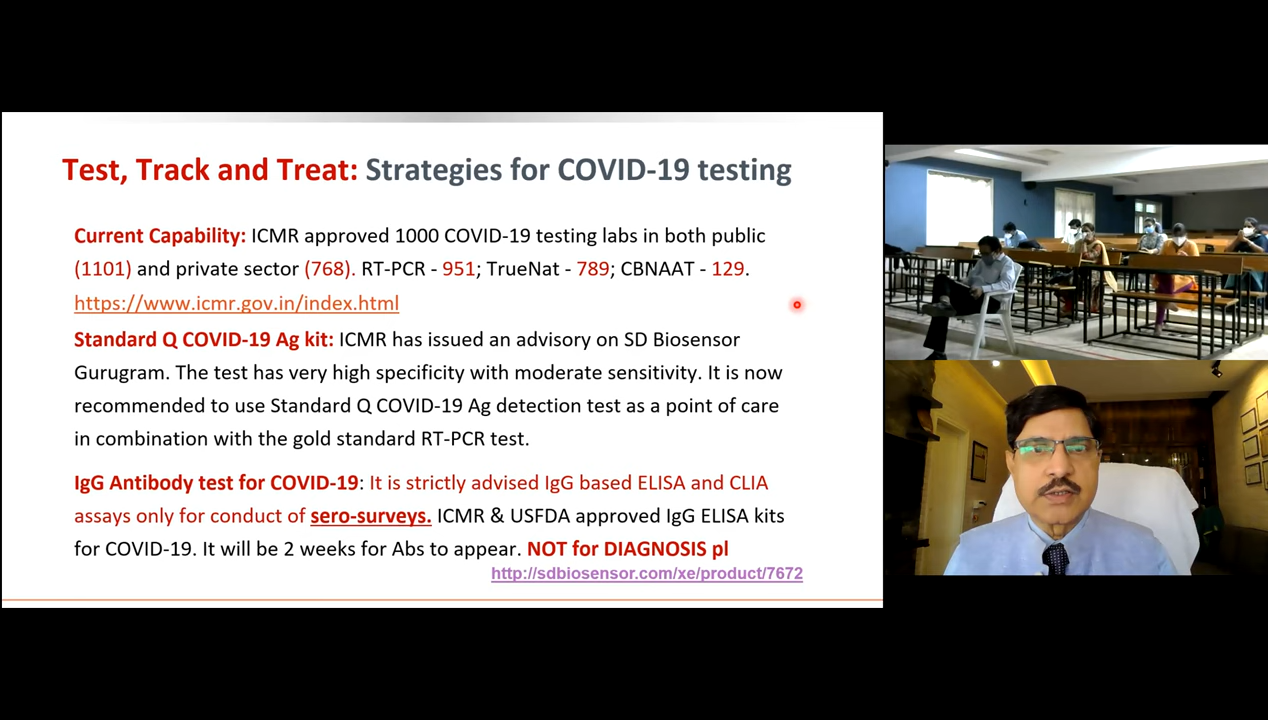 Test, Track and Treat: Strategies for COVID-19 testing
Current Capability: ICMR approved 1000 COVID-19 testing labs in both public
(1101) and private sector (768). RT-PCR - 951; TrueNat - 789; CBNAAT - 129.
https://www.icmr.gov.in/index.html
Standard Q COVID-19 Ag kit: ICMR has issued an advisory on SD Biosensor
Gurugram. The test has very high specificity with moderate sensitivity. It is now
recommended to use Standard Q COVID-19 Ag detection test as a point of care
in combination with the gold standard RT-PCR test.
IgG Antibody test for COVID-19: It is strictly advised IgG based ELISA and CLIA
assays only for conduct of sero-surveys. ICMR & USFDA approved IgG ELISA kits
for COVID-19. It will be 2 weeks for Abs to appear. NOT for DIAGNOSIS pl
http://sdbiosensor.com/xe/product/7672